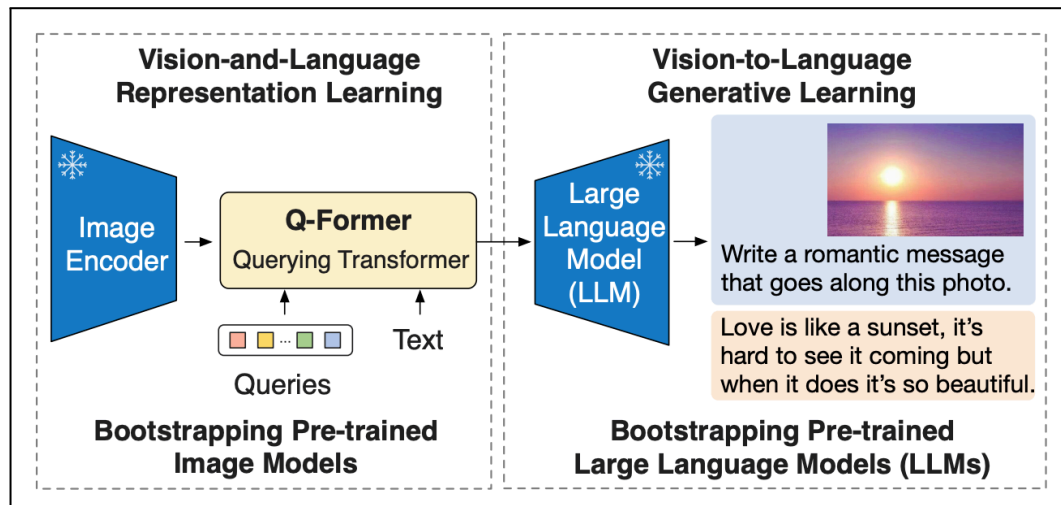 Vision-and-Language
Representation Learning
Image
Encoder
Q-Former
Querying Transformer
...
Queries
Text
Bootstrapping Pre-trained
Image Models
Vision-to-Language
Generative Learning
Large
Language
Model
(LLM)
Write a romantic message
that goes along this photo.
Love is like a sunset, it's
hard to see it coming but
when it does it's so beautiful.
Bootstrapping Pre-trained
Large Language Models (LLMs)